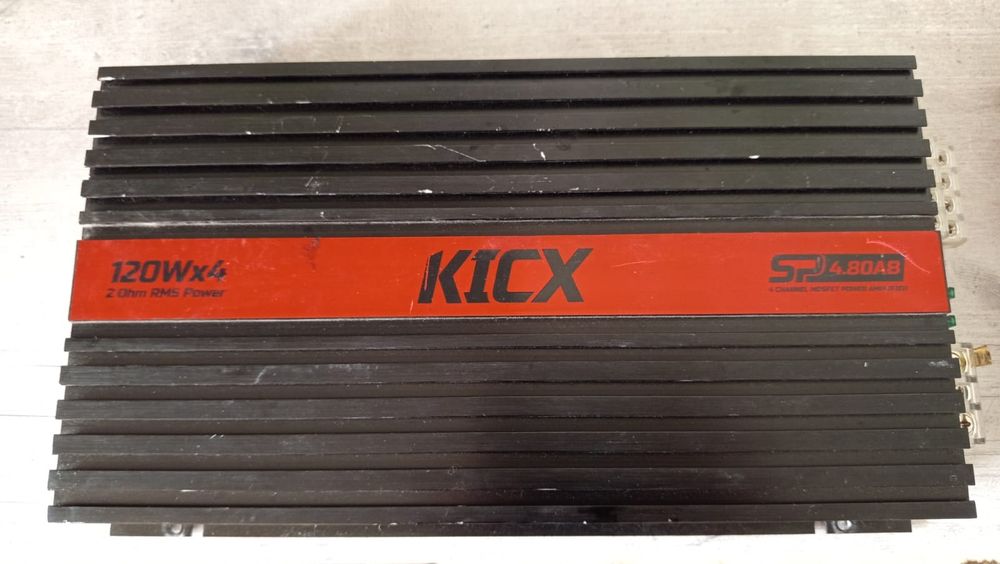 120Wx4
2 Ohm RMS Power
KICX
SP 4.80AB
4 CHANNEL MOSFET POWER AMPLIFIER